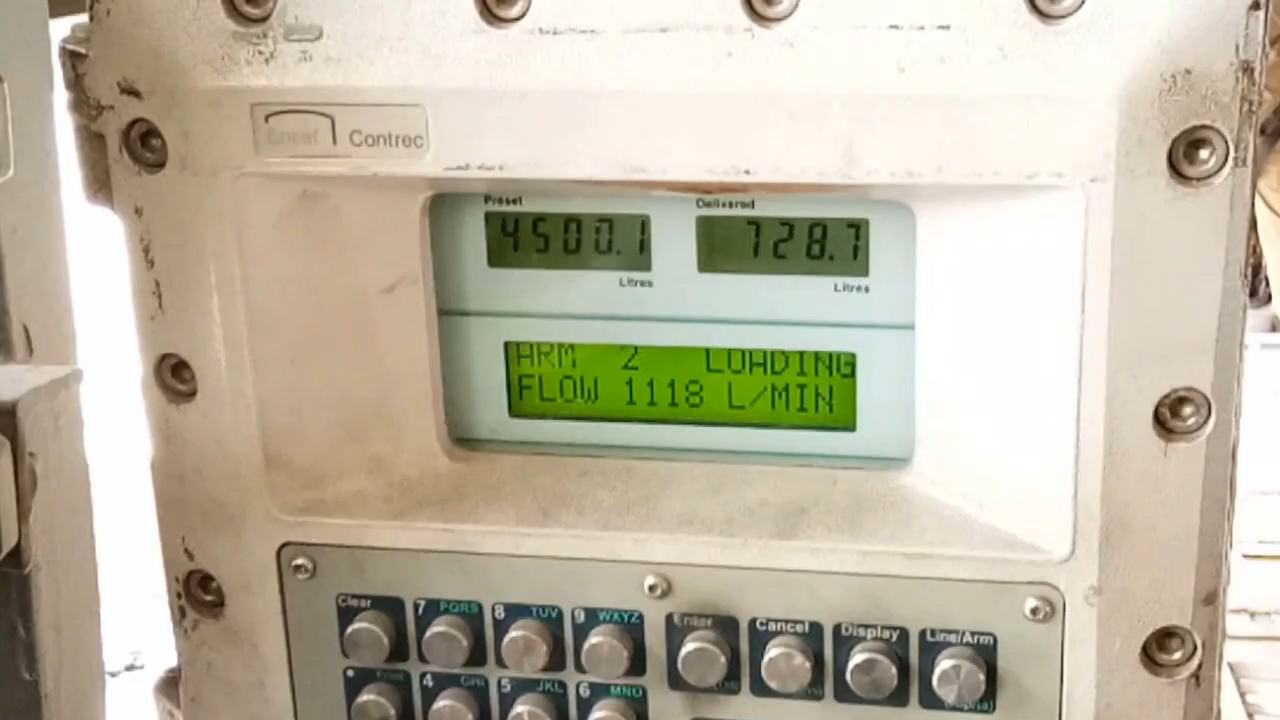 Enraf Contrec
Preset Delivered
4500.1 728.7
Litres Litres
ARM 2 LOADING
FLOW 1118 L/MIN
Clear 7 PQRS 8 TUV 9 WXYZ Enter Cancel Display Line/Arm
4 GHI 5 JKL 6 MNO